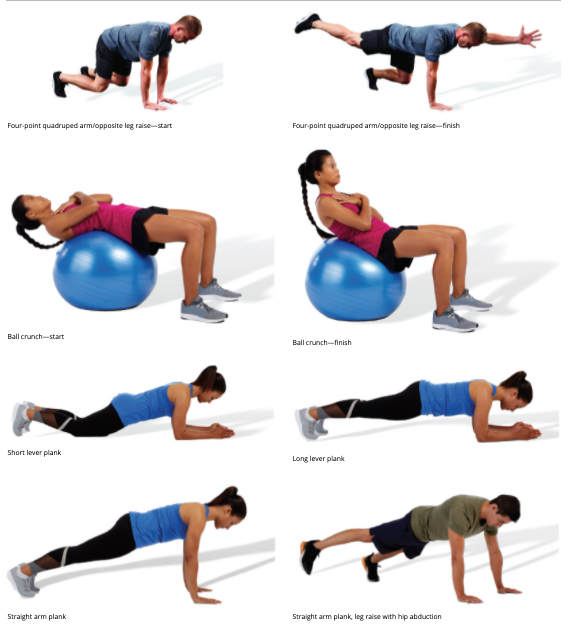 Four-point quadruped arm/opposite leg raise—start
Four-point quadruped arm/opposite leg raise—finish
Ball crunch—start
Ball crunch—finish
Short lever plank
Long lever plank
Straight arm plank
Straight arm plank, leg raise with hip abduction